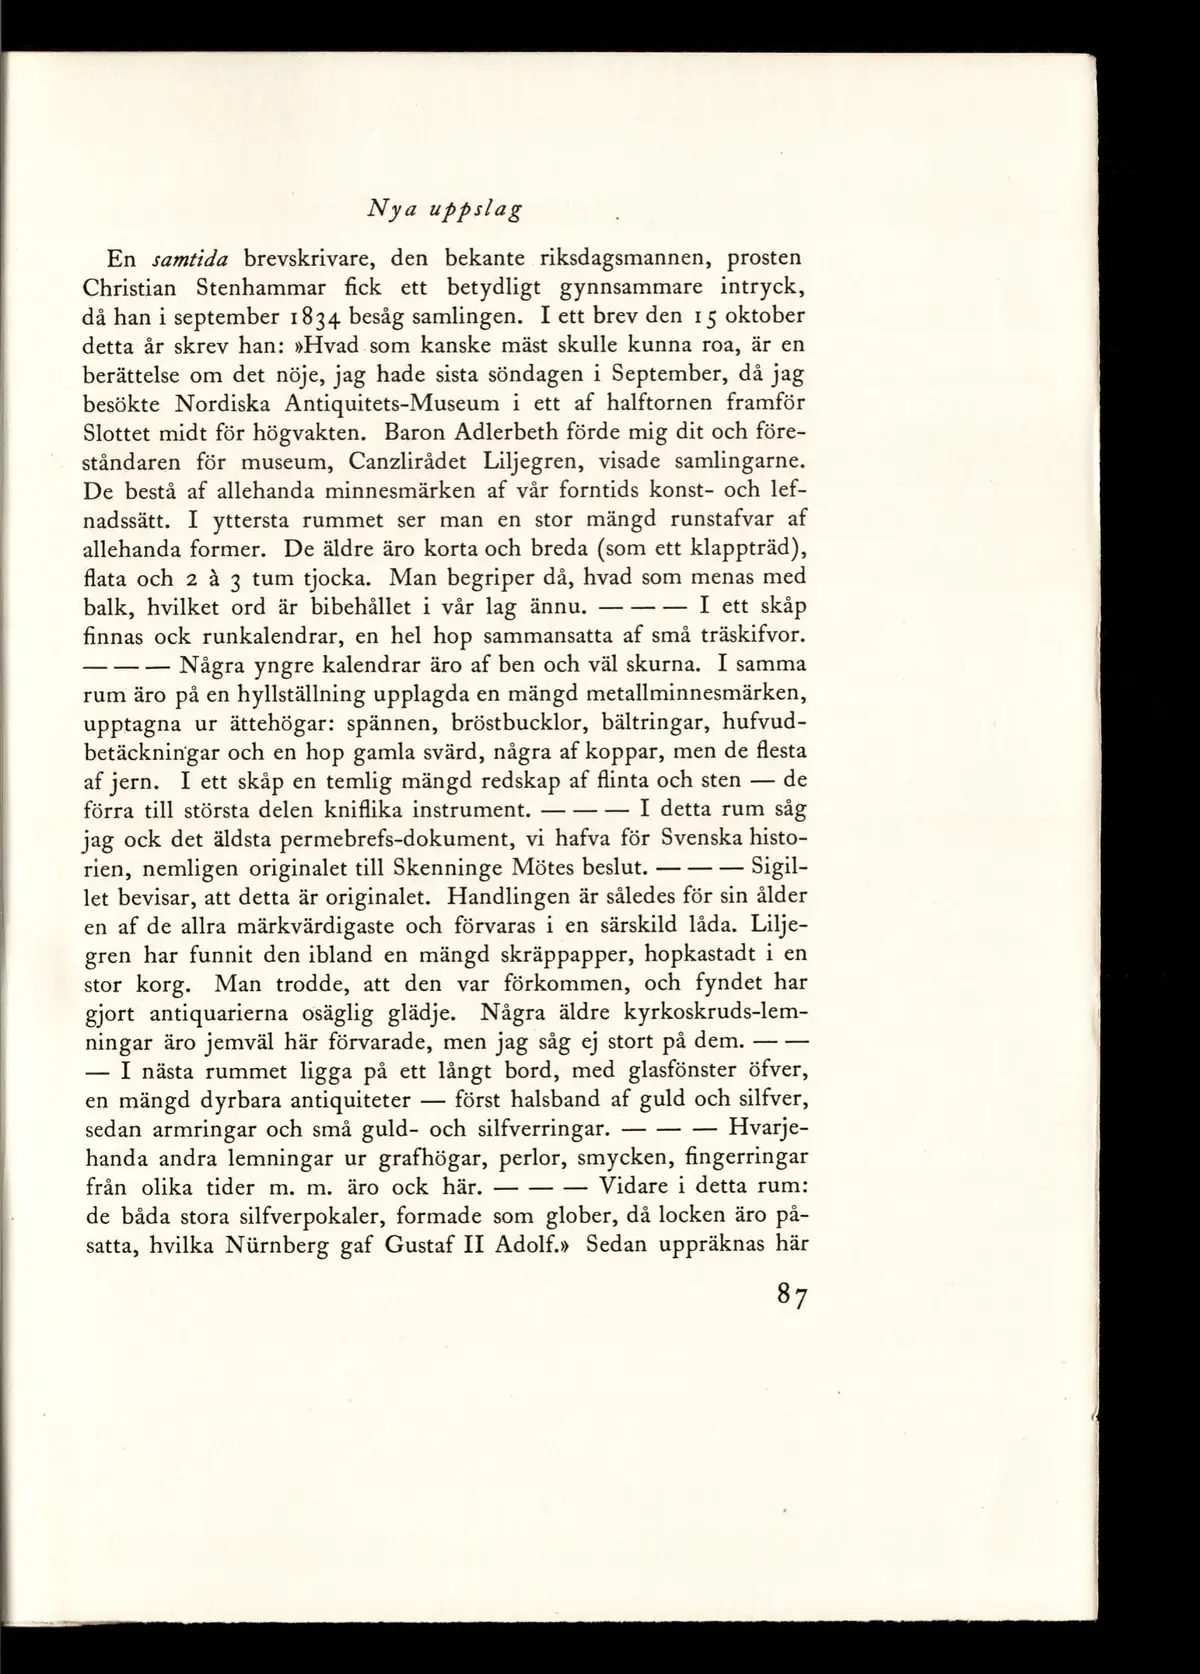 Nya uppslag
En samtida brevskrivare, den bekante riksdagsmannen, prosten
Christian Stenhammar fick ett betydligt gynnsammare intryck,
då han i september 1834 besåg samlingen. I ett brev den 15 oktober
detta år skrev han: »Hvad som kanske mäst skulle kunna roa, är en
berättelse om det nöje, jag hade sista söndagen i September, då jag
besökte Nordiska Antiquitets-Museum i ett af halftornen framför
Slottet midt för högvakten. Baron Adlerbeth förde mig dit och före-
ståndaren för museum, Canzlirådet Liljegren, visade samlingarne.
De bestå af allehanda minnesmärken af vår forntids konst- och lef-
nadssätt. I yttersta rummet ser man en stor mängd runstafvar af
allehanda former. De äldre äro korta och breda (som ett klappträd),
flata och 2 à 3 tum tjocka. Man begriper då, hvad som menas med
balk, hvilket ord är bibehållet i vår lag ännu. — — — I ett skåp
finnas ock runkalendrar, en hel hop sammansatta af små träskifvor.
— — — Några yngre kalendrar äro af ben och väl skurna. I samma
rum äro på en hyllställning upplagda en mängd metallminnesmärken,
upptagna ur ättehögar: spännen, bröstbucklor, bältringar, hufvud-
betäckningar och en hop gamla svärd, några af koppar, men de flesta
af jern. I ett skåp en temlig mängd redskap af flinta och sten — de
förra till största delen kniflika instrument. — — — I detta rum såg
jag ock det äldsta permebrefs-dokument, vi hafva för Svenska histo-
rien, nemligen originalet till Skenninge Mötes beslut. — — — Sigil-
let bevisar, att detta är originalet. Handlingen är således för sin ålder
en af de allra märkvärdigaste och förvaras i en särskild låda. Lilje-
gren har funnit den ibland en mängd skräppapper, hopkastadt i en
stor korg. Man trodde, att den var förkommen, och fyndet har
gjort antiquarierna osäglig glädje. Några äldre kyrkoskruds-lem-
ningar äro jemväl här förvarade, men jag såg ej stort på dem. — —
— I nästa rummet ligga på ett långt bord, med glasfönster öfver,
en mängd dyrbara antiquiteter — först halsband af guld och silfver,
sedan armringar och små guld- och silfverringar. — — — Hvarje-
handa andra lemningar ur grafhögar, perlor, smycken, fingerringar
från olika tider m. m. äro ock här. — — — Vidare i detta rum:
de båda stora silfverpokaler, formade som glober, då locken äro på-
satta, hvilka Nürnberg gaf Gustaf II Adolf.» Sedan uppräknas här
87